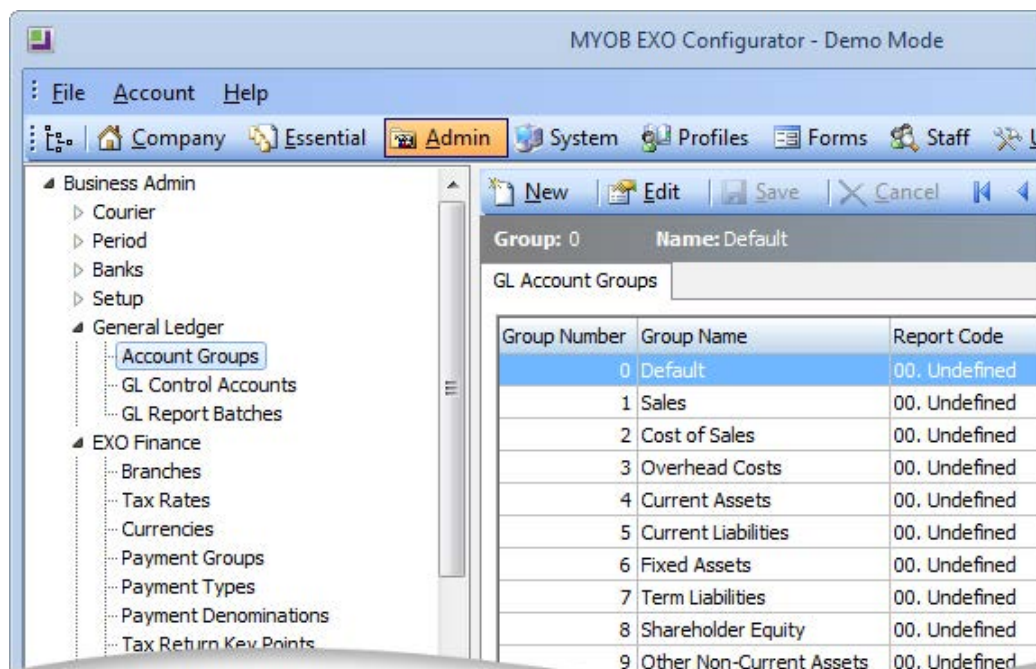 MYOB EXO Configurator - Demo Mode
File Account Help
Company Essential Admin System Profiles Forms Staff U
Business Admin
Courier
Period
Banks
Setup
General Ledger
Account Groups
GL Control Accounts
GL Report Batches
EXO Finance
Branches
Tax Rates
Currencies
Payment Groups
Payment Types
Payment Denominations
Tax Return Key Points
New Edit Save Cancel
Group: 0 Name: Default
GL Account Groups
Group Number Group Name Report Code
0 Default 00. Undefined
1 Sales 00. Undefined
2 Cost of Sales 00. Undefined
3 Overhead Costs 00. Undefined
4 Current Assets 00. Undefined
5 Current Liabilities 00. Undefined
6 Fixed Assets 00. Undefined
7 Term Liabilities 00. Undefined
8 Shareholder Equity 00. Undefined
9 Other Non-Current Assets 00. Undefined